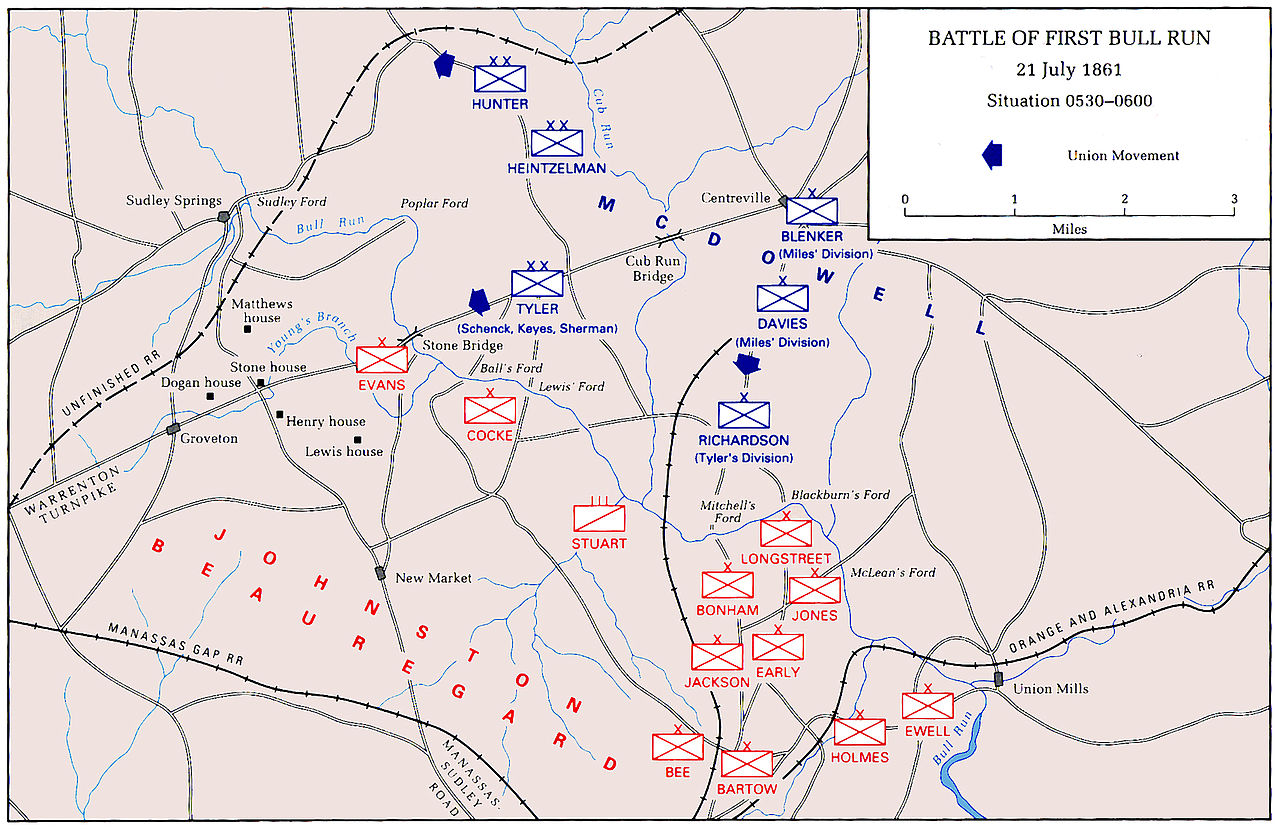 BATTLE OF FIRST BULL RUN
21 July 1861
Situation 0530–0600
Union Movement
0 1 2 3
Miles
X X
HUNTER
Cub Run
X X
HEINTZELMAN
McDOWELL
Sudley Springs
Sudley Ford
Poplar Ford
Bull Run
Centreville
X
BLENKER
(Miles' Division)
Cub Run
Bridge
X X
TYLER
(Schenck, Keyes, Sherman)
X
DAVIES
(Miles' Division)
Matthews
house
Young's Branch
Stone Bridge
X
EVANS
UNFINISHED RR
Stone house
Dogan house
Ball's Ford
Lewis' Ford
X
COCKE
X
RICHARDSON
(Tyler's Division)
Henry house
Groveton
Lewis house
WARRENTON
TURNPIKE
Mitchell's
Ford
Blackburn's Ford
III
STUART
X
LONGSTREET
JOHNSTON
BEAUREGARD
New Market
X
BONHAM
X
JONES
McLean's Ford
ORANGE AND ALEXANDRIA RR
MANASSAS GAP RR
X
JACKSON
X
EARLY
Union Mills
X
EWELL
Bull Run
X
HOLMES
X
BEE
X
BARTOW
MANASSAS
SUDLEY
ROAD